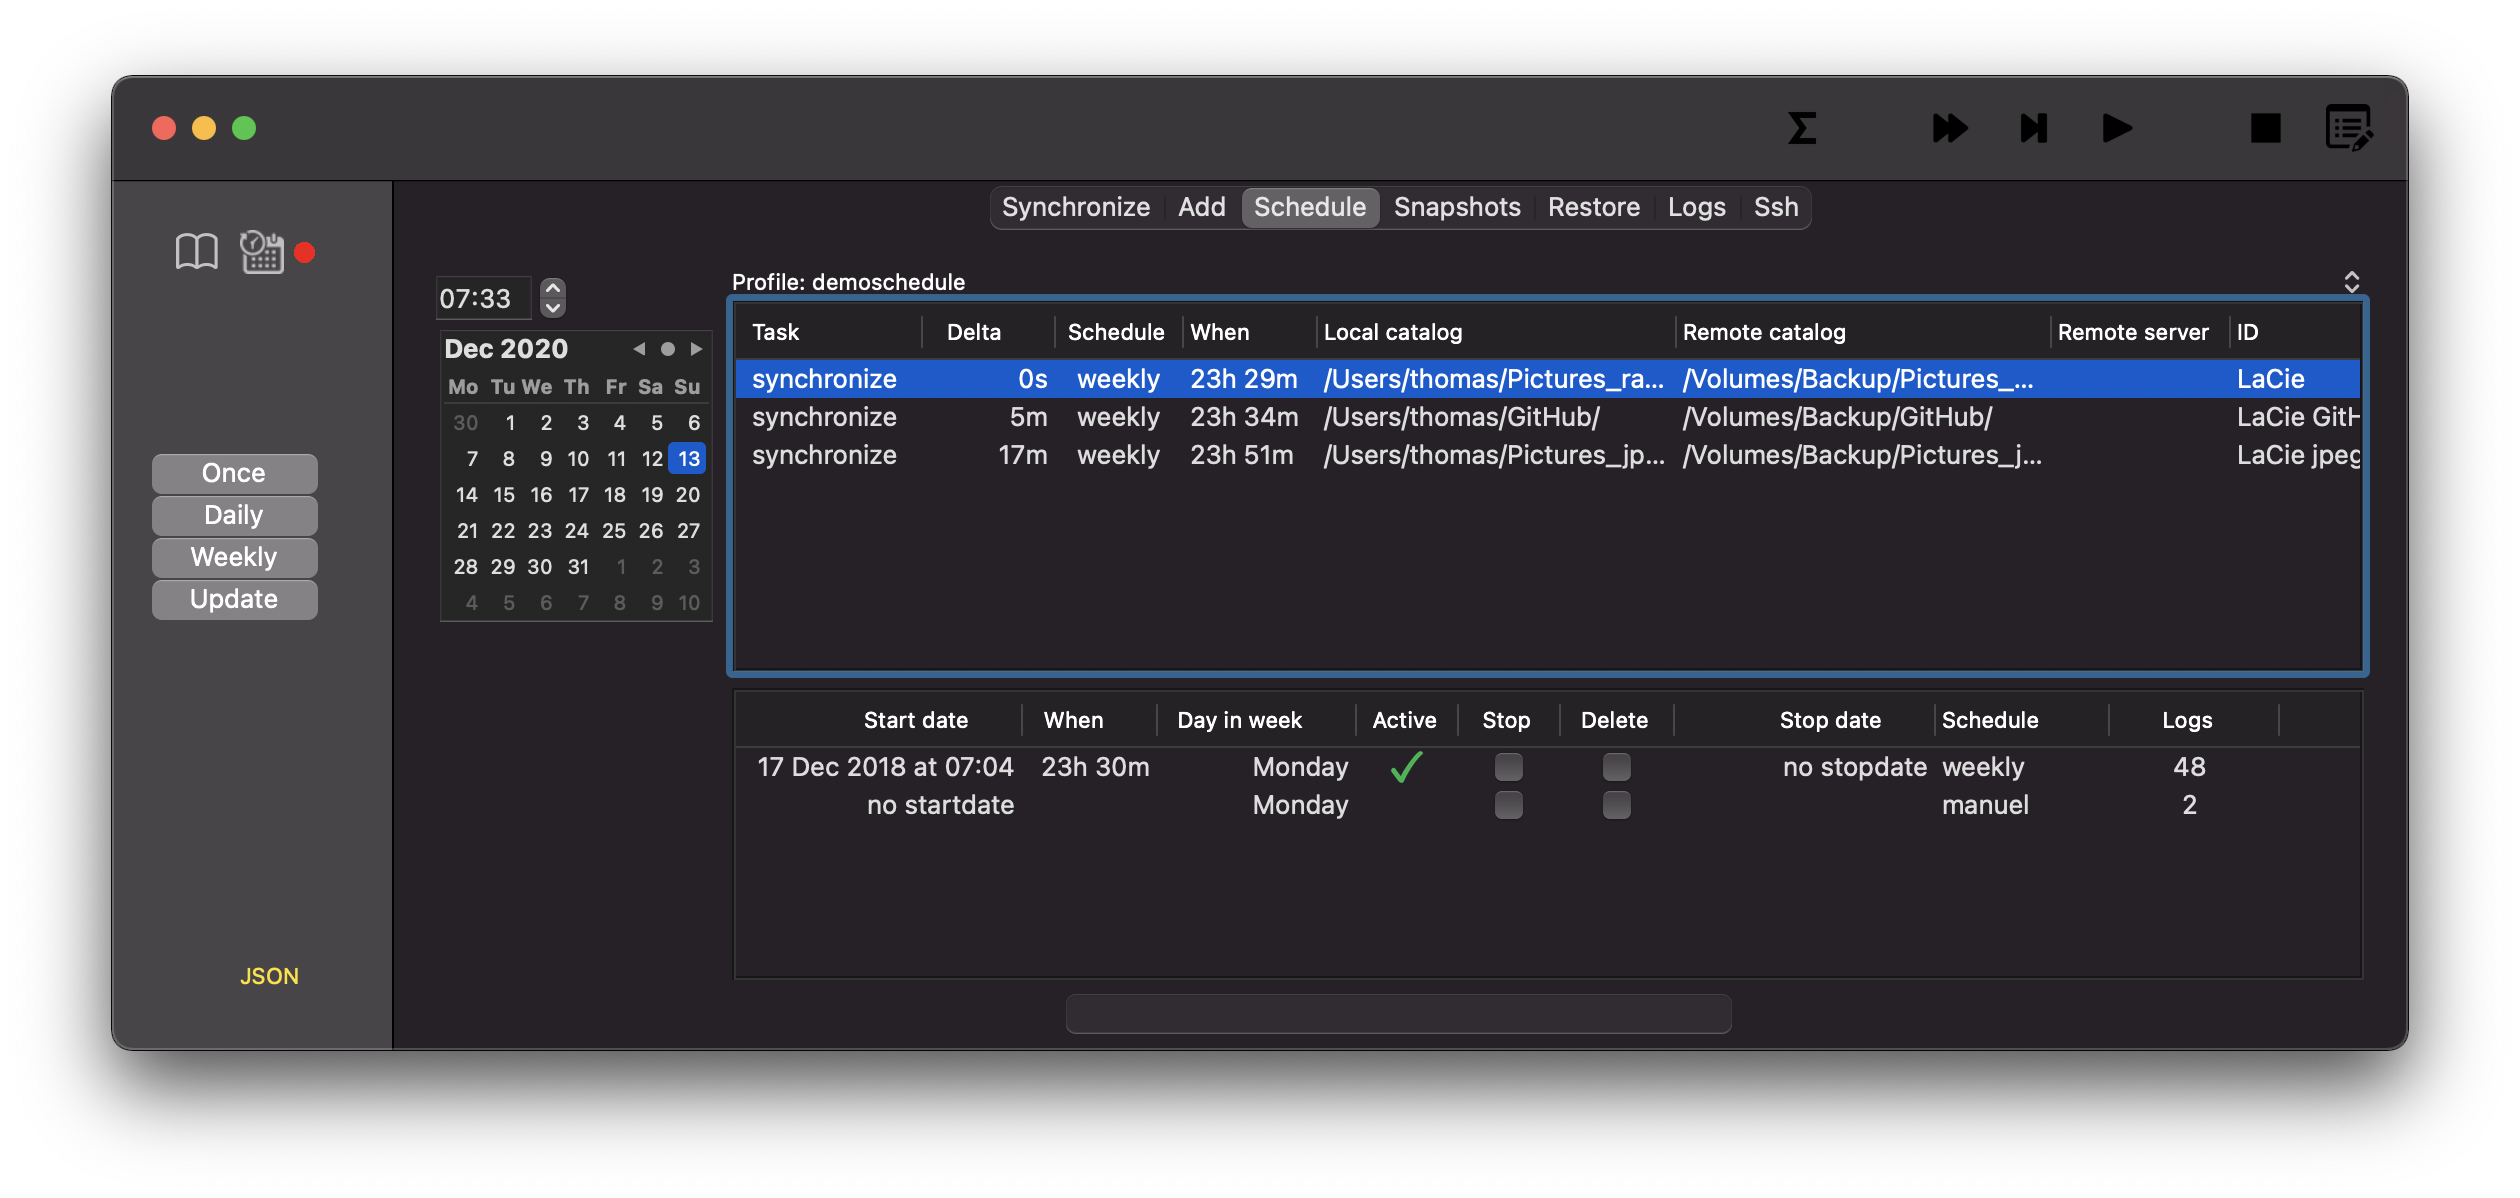 Synchronize Add Schedule Snapshots Restore Logs Ssh
07:33
Dec 2020
Mo Tu We Th Fr Sa Su
30 1 2 3 4 5 6
7 8 9 10 11 12 13
14 15 16 17 18 19 20
21 22 23 24 25 26 27
28 29 30 31 1 2 3
4 5 6 7 8 9 10
Once
Daily
Weekly
Update
JSON
Profile: demoschedule
Task Delta Schedule When Local catalog Remote catalog Remote server ID
synchronize 0s weekly 23h 29m /Users/thomas/Pictures_ra... /Volumes/Backup/Pictures_... LaCie
synchronize 5m weekly 23h 34m /Users/thomas/GitHub/ /Volumes/Backup/GitHub/ LaCie GitH
synchronize 17m weekly 23h 51m /Users/thomas/Pictures_jp... /Volumes/Backup/Pictures_j... LaCie jpeg
Start date When Day in week Active Stop Delete Stop date Schedule Logs
17 Dec 2018 at 07:04 23h 30m Monday no stopdate weekly 48
no startdate Monday manuel 2